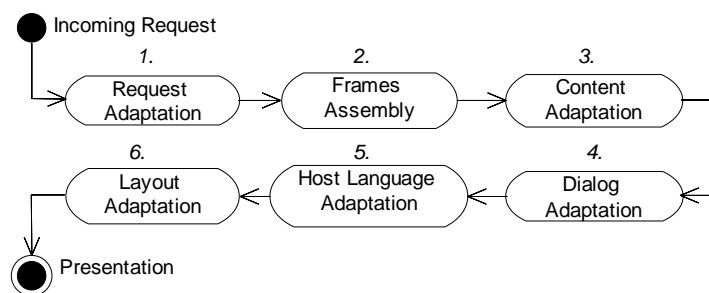 Incoming Request
1.
Request
Adaptation
2.
Frames
Assembly
3.
Content
Adaptation
4.
Dialog
Adaptation
5.
Host Language
Adaptation
6.
Layout
Adaptation
Presentation